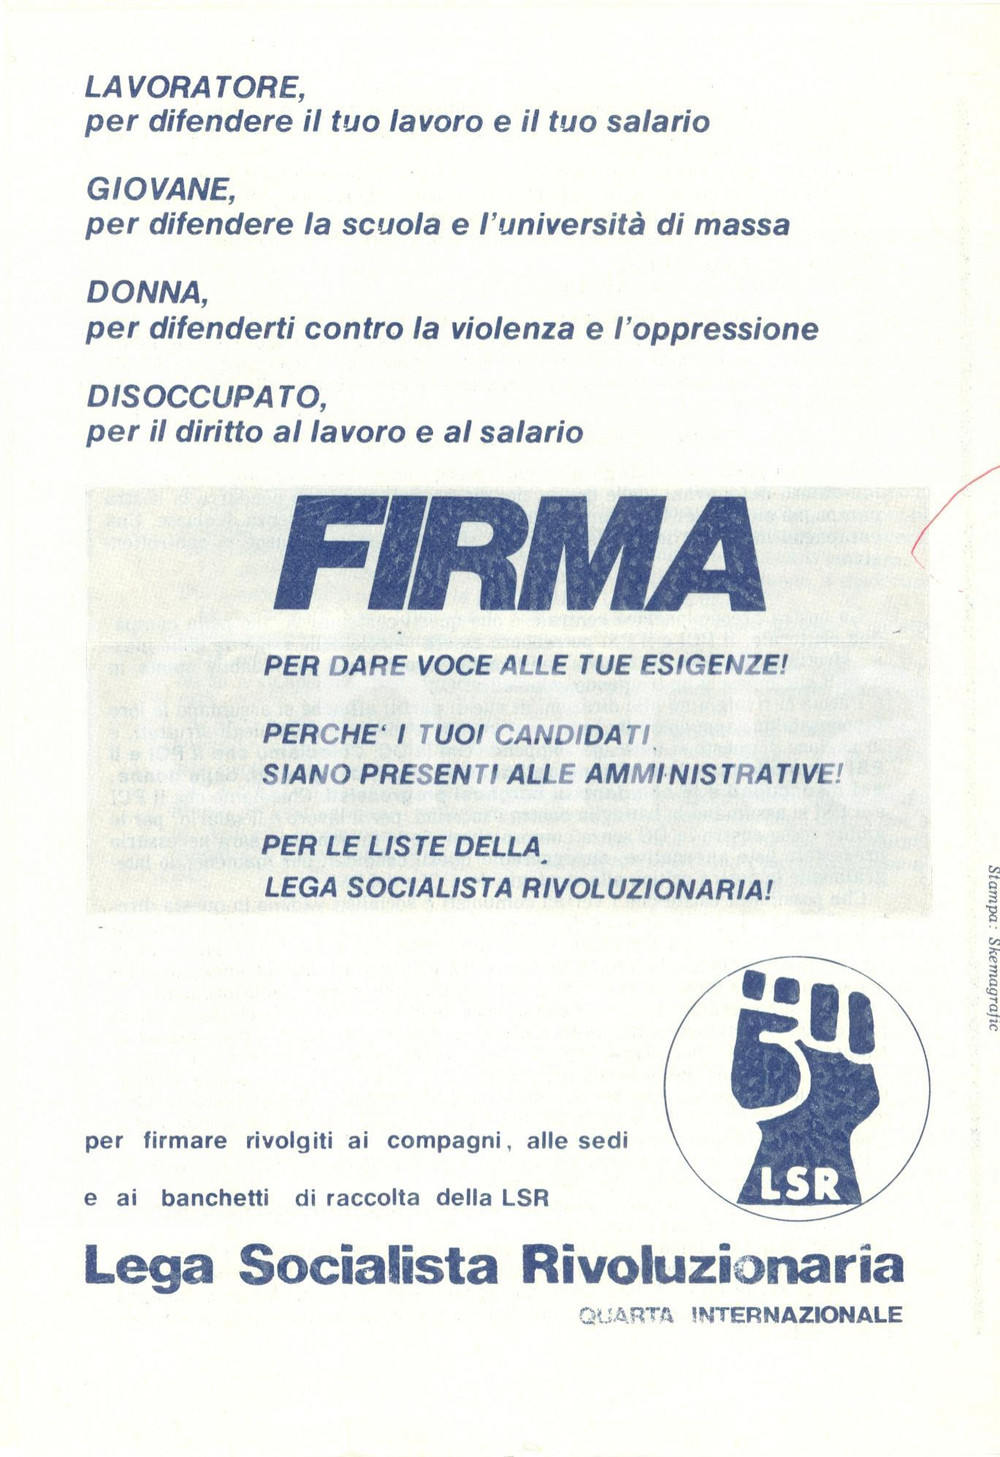 LAVORATORE,
per difendere il tuo lavoro e il tuo salario
GIOVANE,
per difendere la scuola e l'università di massa
DONNA,
per difenderti contro la violenza e l'oppressione
DISOCCUPATO,
per il diritto al lavoro e al salario
FIRMA
PER DARE VOCE ALLE TUE ESIGENZE!
PERCHE' I TUOI CANDIDATI
SIANO PRESENTI ALLE AMMINISTRATIVE!
PER LE LISTE DELLA
LEGA SOCIALISTA RIVOLUZIONARIA!
Stampa: Skemagrafic
LSR
per firmare rivolgiti ai compagni, alle sedi
e ai banchetti di raccolta della LSR
Lega Socialista Rivoluzionaria
QUARTA INTERNAZIONALE